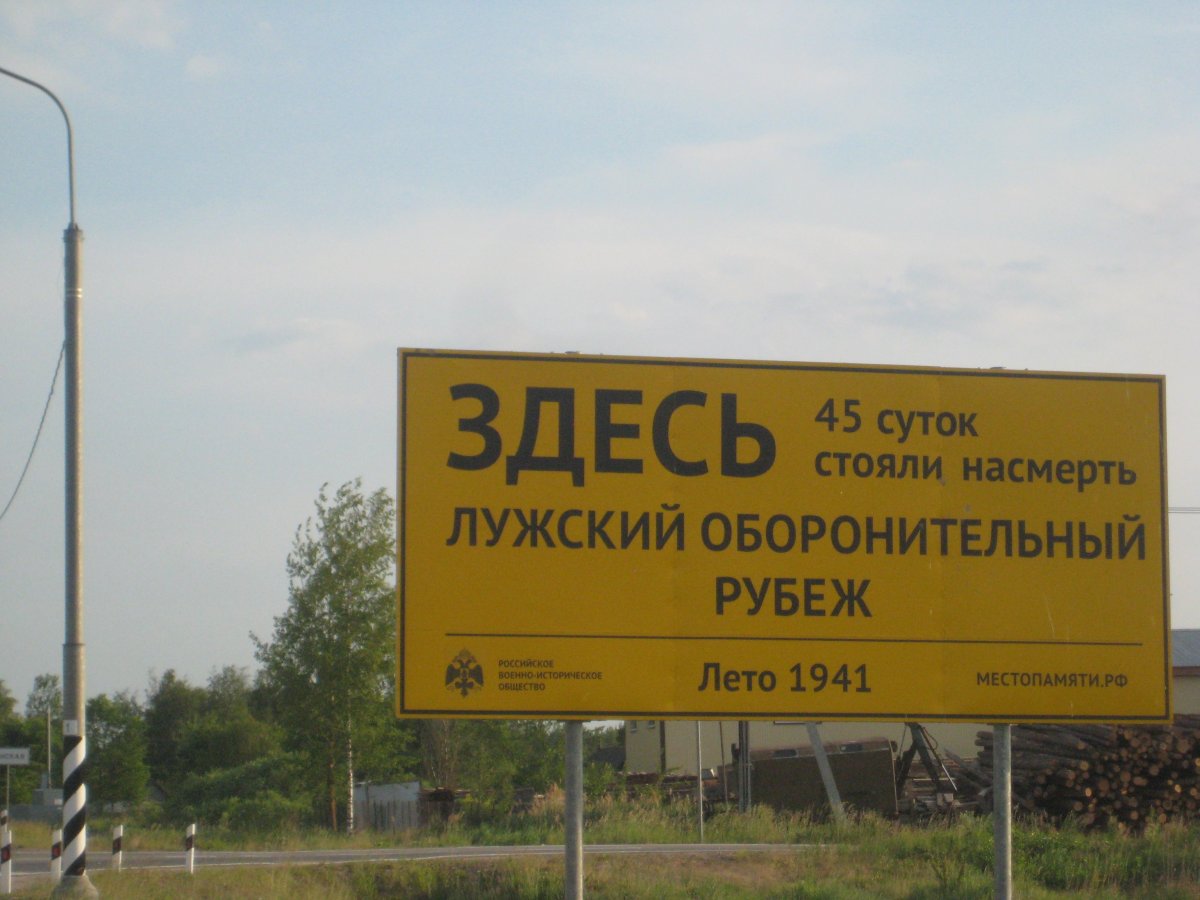 ЗДЕСЬ
45 суток
стояли насмерть
ЛУЖСКИЙ ОБОРОНИТЕЛЬНЫЙ
РУБЕЖ
РОССИЙСКОЕ
ВОЕННО-ИСТОРИЧЕСКОЕ
ОБЩЕСТВО
Лето 1941
МЕСТОПАМЯТИ.РФ